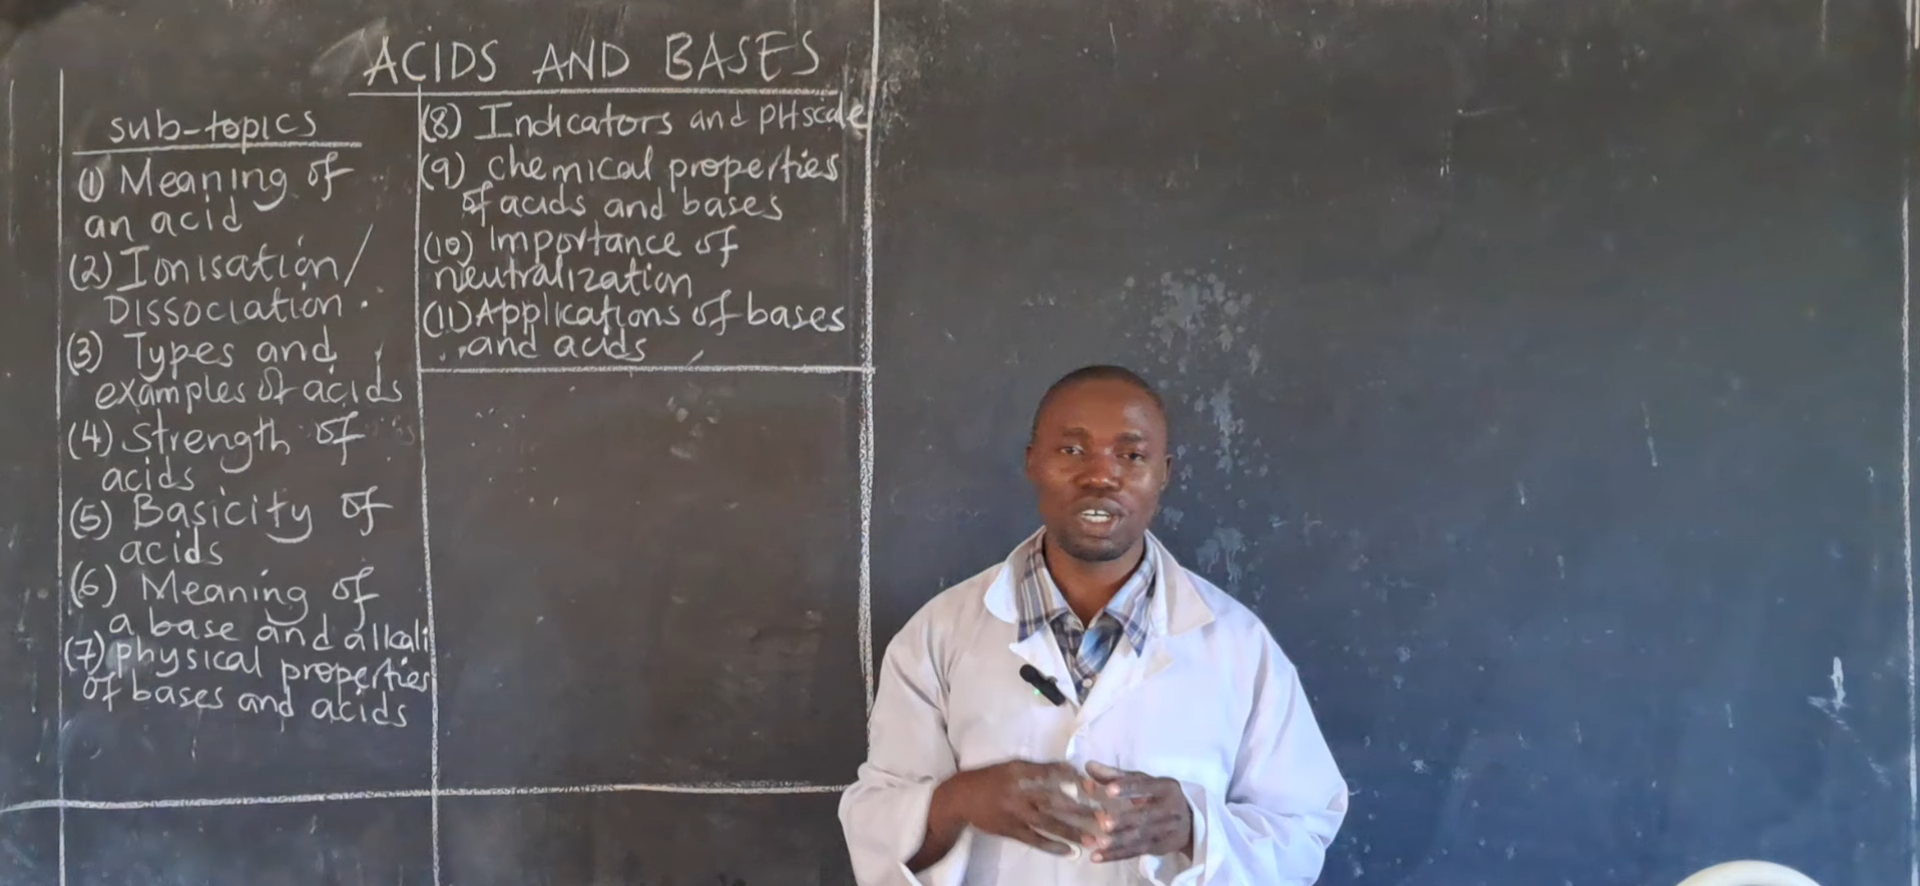 ACIDS AND BASES
sub-topics
(1) Meaning of
an acid
(2) Ionisation/
Dissociation.
(3) Types and
examples of acids
(4) Strength of
acids
(5) Basicity of
acids
(6) Meaning of
a base and alkali
(7) physical properties
of bases and acids
(8) Indicators and PH scale
(9) chemical properties
of acids and bases
(10) Importance of
neutralization
(11) Applications of bases
and acids